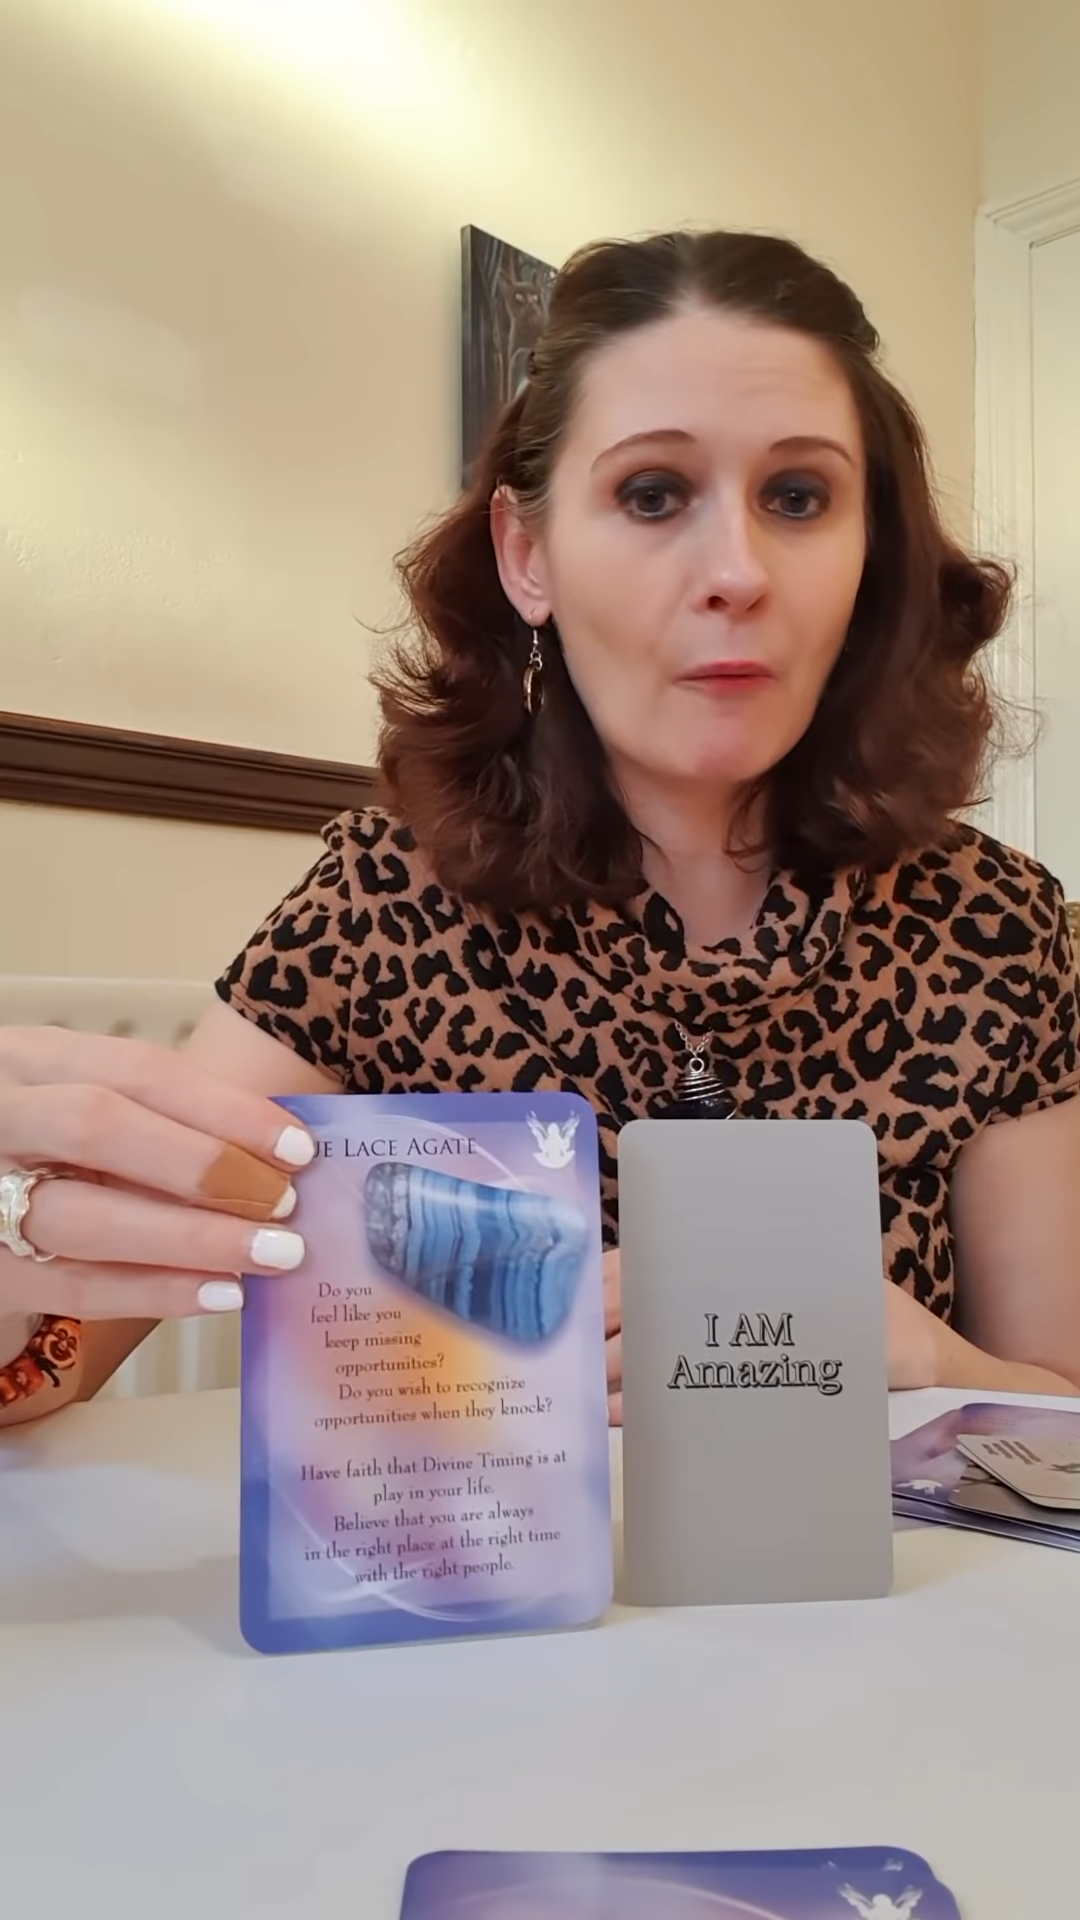 LACE AGATE
Do you
feel like you
keep missing
opportunities?
Do you wish to recognize
opportunities when they knock?
Have faith that Divine Timing is at
play in your life.
Believe that you are always
in the right place at the right time
with the right people.
I AM
Amazing